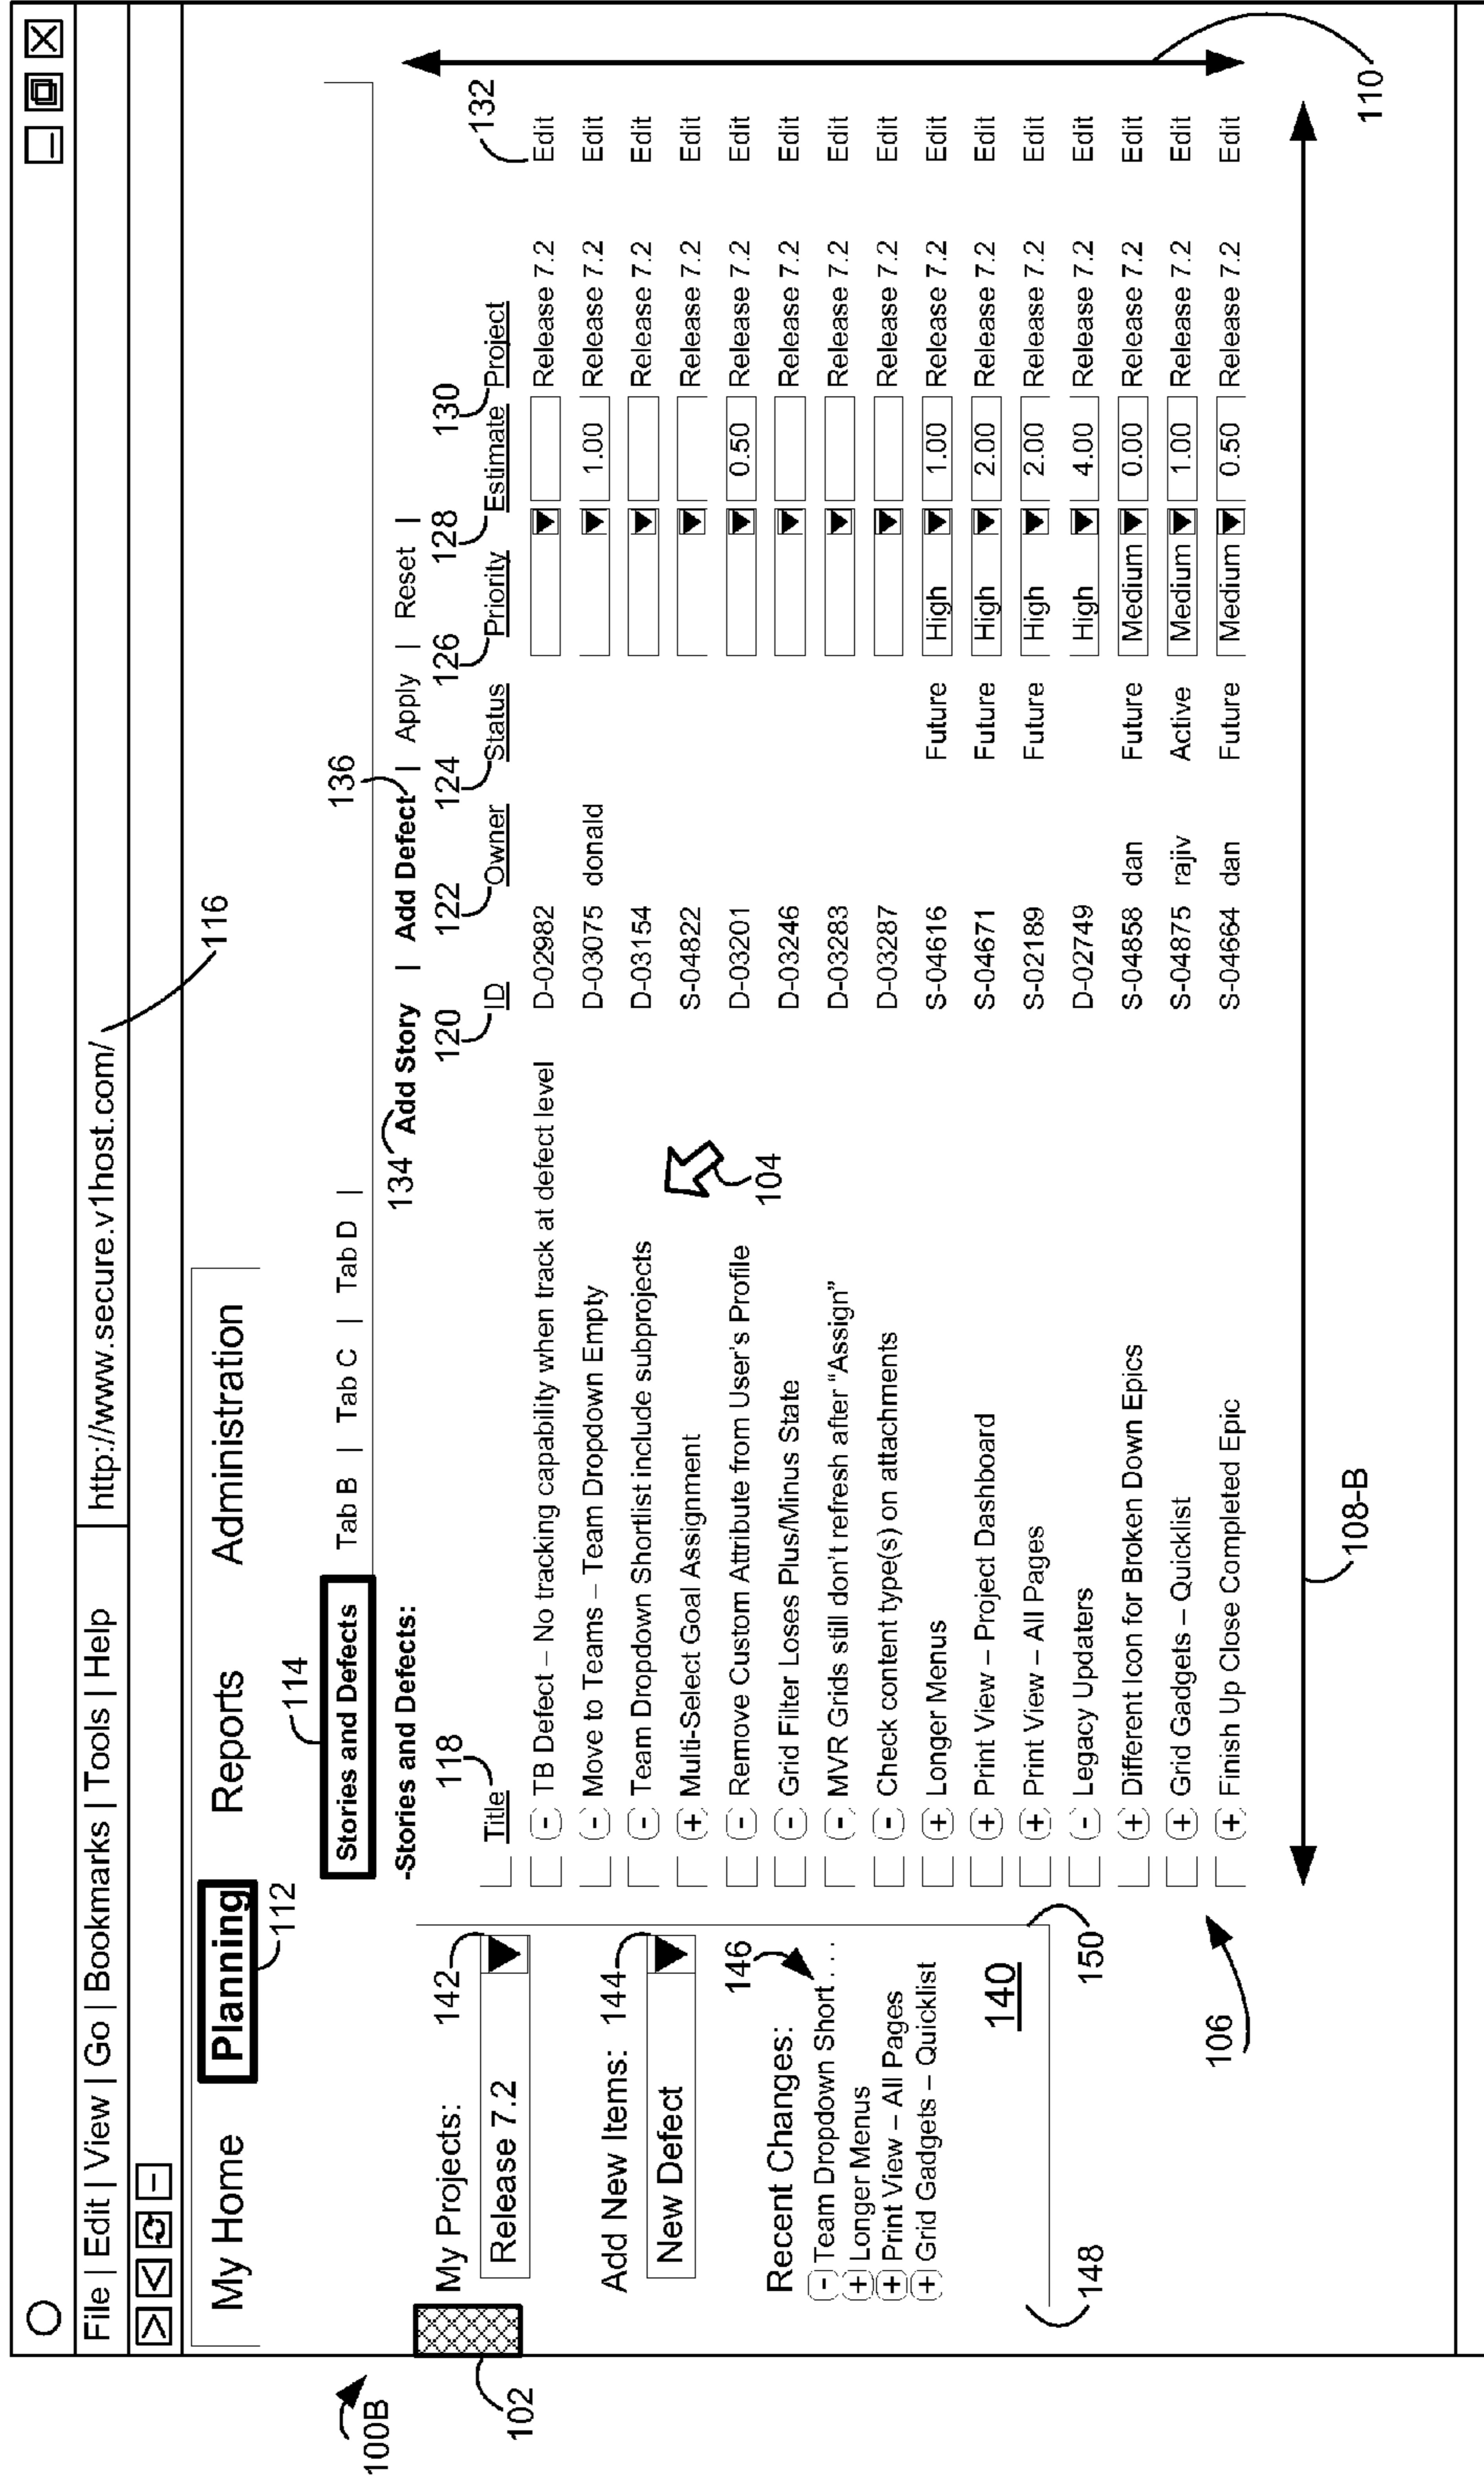 File | Edit | View | Go | Bookmarks | Tools | Help
http://www.secure.v1host.com/
116
My Home Planning Reports Administration
112
114
Stories and Defects Tab B | Tab C | Tab D |
136
-Stories and Defects:
134 Add Story | Add Defect | Apply | Reset |
118 120 122 124 126 128 130 132
Title ID Owner Status Priority Estimate Project
(-) TB Defect – No tracking capability when track at defect level D-02982 Release 7.2 Edit
(-) Move to Teams – Team Dropdown Empty D-03075 donald 1.00 Release 7.2 Edit
(-) Team Dropdown Shortlist include subprojects D-03154 Release 7.2 Edit
(+) Multi-Select Goal Assignment S-04822 Release 7.2 Edit
(-) Remove Custom Attribute from User's Profile D-03201 0.50 Release 7.2 Edit
(-) Grid Filter Loses Plus/Minus State D-03246 Release 7.2 Edit
(-) MVR Grids still don't refresh after “Assign” D-03283 Release 7.2 Edit
(-) Check content type(s) on attachments D-03287 Release 7.2 Edit
(+) Longer Menus S-04616 Future High 1.00 Release 7.2 Edit
(+) Print View – Project Dashboard S-04671 Future High 2.00 Release 7.2 Edit
(+) Print View – All Pages S-02189 Future High 2.00 Release 7.2 Edit
(-) Legacy Updaters D-02749 High 4.00 Release 7.2 Edit
(+) Different Icon for Broken Down Epics S-04858 dan Future Medium 0.00 Release 7.2 Edit
(+) Grid Gadgets – Quicklist S-04875 rajiv Active Medium 1.00 Release 7.2 Edit
(+) Finish Up Close Completed Epic S-04664 dan Future Medium 0.50 Release 7.2 Edit
104
My Projects: 142
Release 7.2
Add New Items: 144
New Defect
Recent Changes: 146
(-) Team Dropdown Short . . . .
(+) Longer Menus
(+) Print View – All Pages
(+) Grid Gadgets – Quicklist
140
148
150
106
108-B
110
100B
102